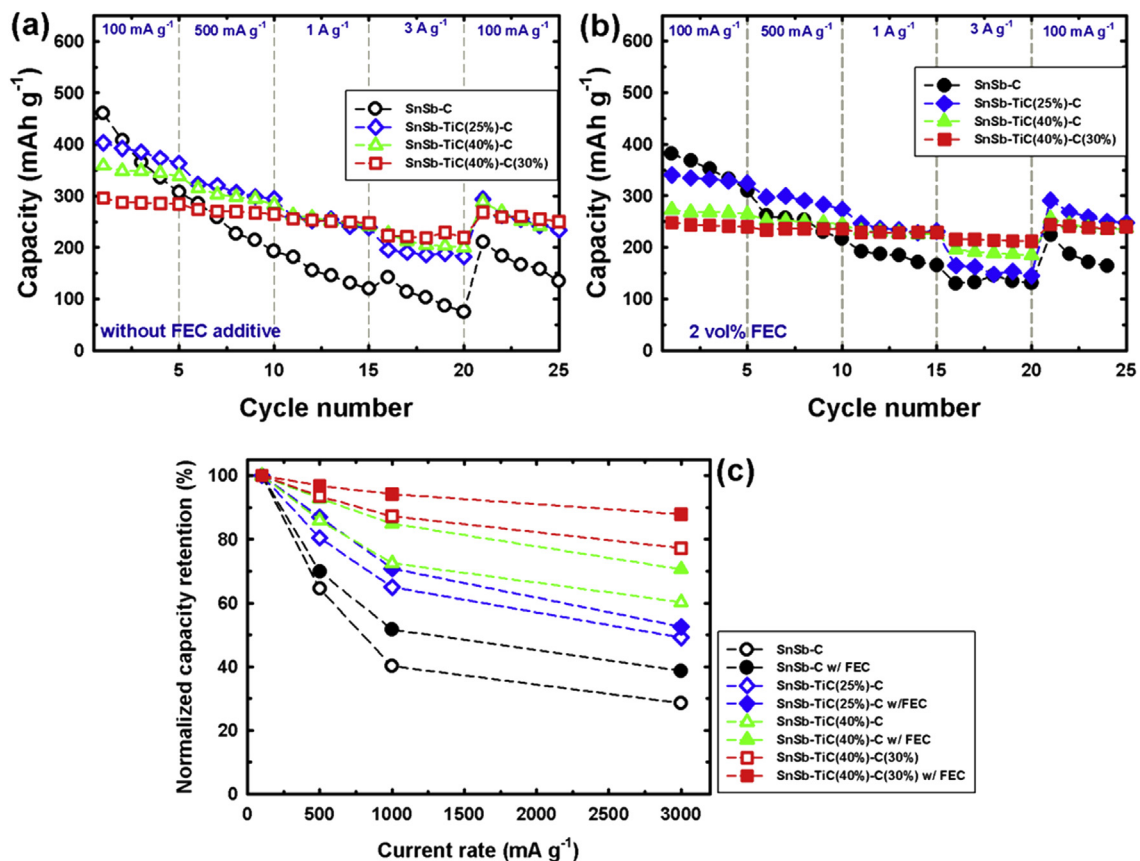 (a)
100 mA g-1 500 mA g-1 1 A g-1 3 A g-1 100 mA g-1
600
500
400
300
200
100
0
Capacity (mAh g-1)
SnSb-C
SnSb-TiC(25%)-C
SnSb-TiC(40%)-C
SnSb-TiC(40%)-C(30%)
without FEC additive
5 10 15 20 25
Cycle number
(b)
100 mA g-1 500 mA g-1 1 A g-1 3 A g-1 100 mA g-1
600
500
400
300
200
100
0
Capacity (mAh g-1)
SnSb-C
SnSb-TiC(25%)-C
SnSb-TiC(40%)-C
SnSb-TiC(40%)-C(30%)
2 vol% FEC
5 10 15 20 25
Cycle number
(c)
100
80
60
40
20
0
Normalized capacity retention (%)
0 500 1000 1500 2000 2500 3000
Current rate (mA g-1)
SnSb-C
SnSb-C w/ FEC
SnSb-TiC(25%)-C
SnSb-TiC(25%)-C w/FEC
SnSb-TiC(40%)-C
SnSb-TiC(40%)-C w/ FEC
SnSb-TiC(40%)-C(30%)
SnSb-TiC(40%)-C(30%) w/ FEC